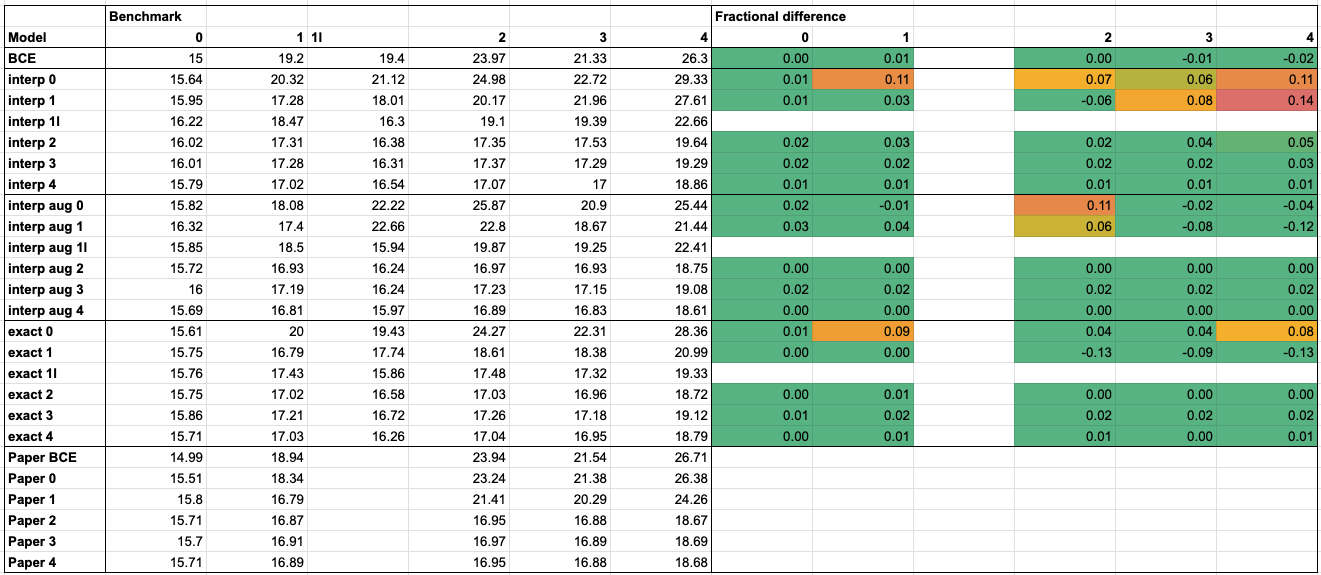 Benchmark Fractional difference
Model 0 1 1l 2 3 4 0 1 2 3 4
BCE 15 19.2 19.4 23.97 21.33 26.3 0.00 0.01 0.00 -0.01 -0.02
interp 0 15.64 20.32 21.12 24.98 22.72 29.33 0.01 0.11 0.07 0.06 0.11
interp 1 15.95 17.28 18.01 20.17 21.96 27.61 0.01 0.03 -0.06 0.08 0.14
interp 1l 16.22 18.47 16.3 19.1 19.39 22.66
interp 2 16.02 17.31 16.38 17.35 17.53 19.64 0.02 0.03 0.02 0.04 0.05
interp 3 16.01 17.28 16.31 17.37 17.29 19.29 0.02 0.02 0.02 0.02 0.03
interp 4 15.79 17.02 16.54 17.07 17 18.86 0.01 0.01 0.01 0.01 0.01
interp aug 0 15.82 18.08 22.22 25.87 20.9 25.44 0.02 -0.01 0.11 -0.02 -0.04
interp aug 1 16.32 17.4 22.66 22.8 18.67 21.44 0.03 0.04 0.06 -0.08 -0.12
interp aug 1l 15.85 18.5 15.94 19.87 19.25 22.41
interp aug 2 15.72 16.93 16.24 16.97 16.93 18.75 0.00 0.00 0.00 0.00 0.00
interp aug 3 16 17.19 16.24 17.23 17.15 19.08 0.02 0.02 0.02 0.02 0.02
interp aug 4 15.69 16.81 15.97 16.89 16.83 18.61 0.00 0.00 0.00 0.00 0.00
exact 0 15.61 20 19.43 24.27 22.31 28.36 0.01 0.09 0.04 0.04 0.08
exact 1 15.75 16.79 17.74 18.61 18.38 20.99 0.00 0.00 -0.13 -0.09 -0.13
exact 1l 15.76 17.43 15.86 17.48 17.32 19.33
exact 2 15.75 17.02 16.58 17.03 16.96 18.72 0.00 0.01 0.00 0.00 0.00
exact 3 15.86 17.21 16.72 17.26 17.18 19.12 0.01 0.02 0.02 0.02 0.02
exact 4 15.71 17.03 16.26 17.04 16.95 18.79 0.00 0.01 0.01 0.00 0.01
Paper BCE 14.99 18.94 23.94 21.54 26.71
Paper 0 15.51 18.34 23.24 21.38 26.38
Paper 1 15.8 16.79 21.41 20.29 24.26
Paper 2 15.71 16.87 16.95 16.88 18.67
Paper 3 15.7 16.91 16.97 16.89 18.69
Paper 4 15.71 16.89 16.95 16.88 18.68